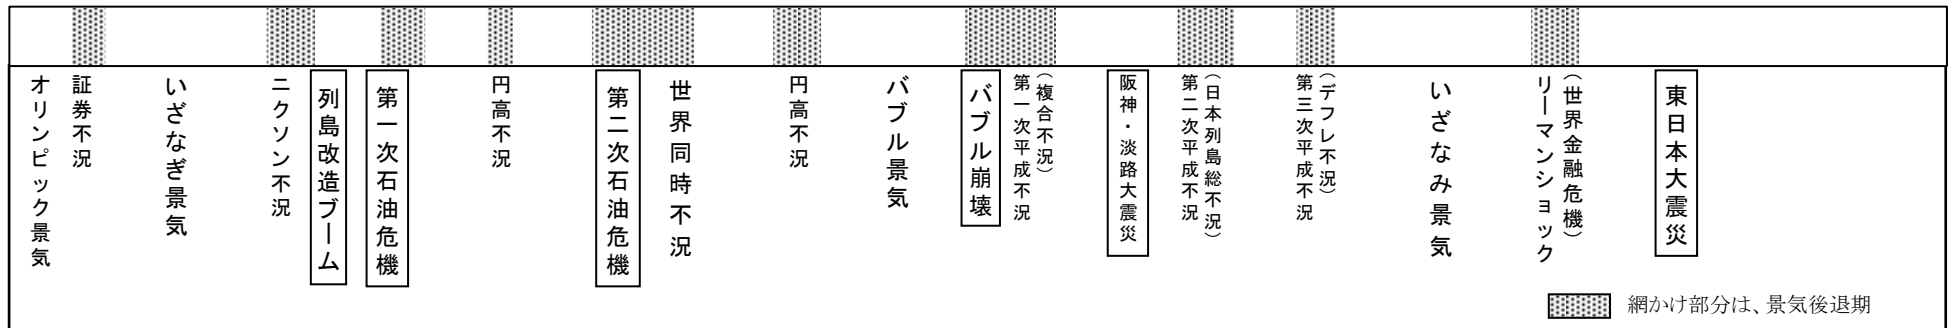 オリンピック景気
証券不況
いざなぎ景気
ニクソン不況
列島改造ブーム
第一次石油危機
円高不況
第二次石油危機
世界同時不況
円高不況
バブル景気
バブル崩壊
第一次平成不況
(複合不況)
阪神・淡路大震災
第二次平成不況
(日本列島総不況)
第三次平成不況
(デフレ不況)
いざなみ景気
リーマンショック
(世界金融危機)
東日本大震災
網かけ部分は、景気後退期